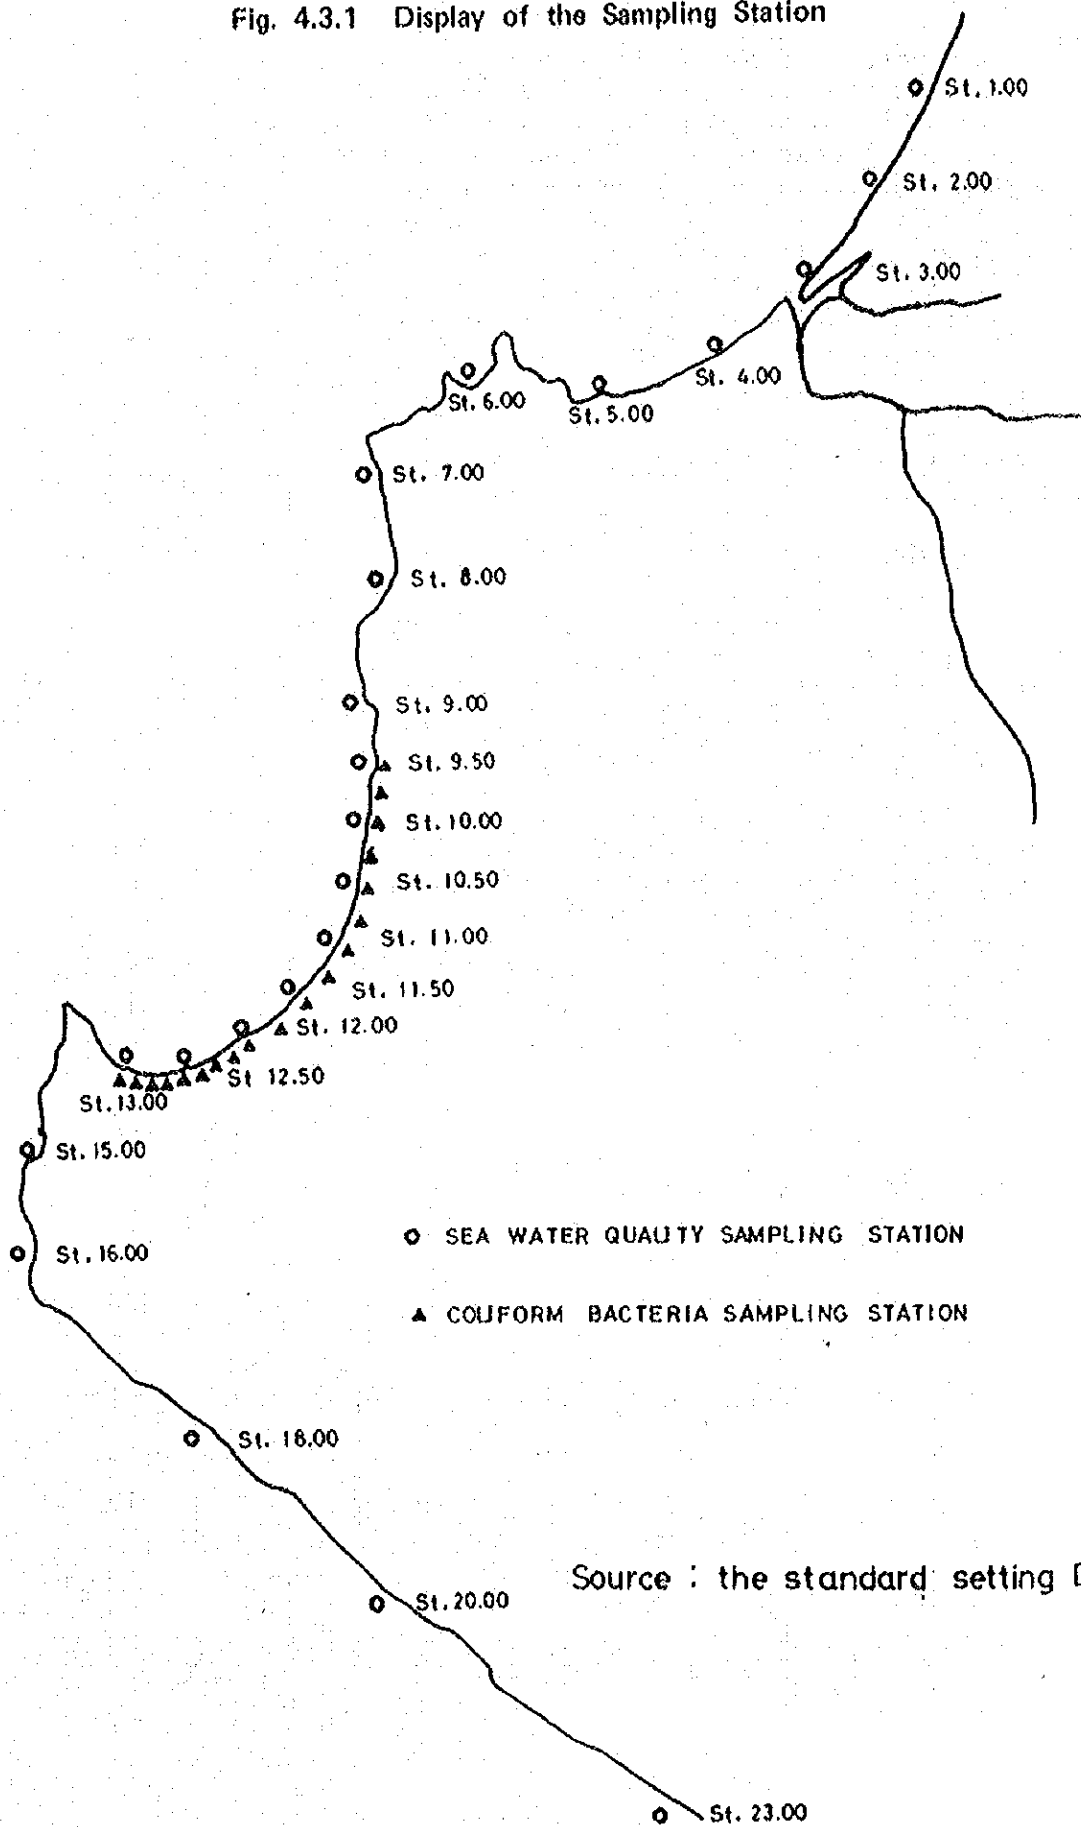 Fig. 4.3.1 Display of the Sampling Station
St. 1.00
St. 2.00
St. 3.00
St. 4.00
St. 5.00
St. 6.00
St. 7.00
St. 8.00
St. 9.00
St. 9.50
St. 10.00
St. 10.50
St. 11.00
St. 11.50
St. 12.00
St 12.50
St. 13.00
St. 15.00
St. 16.00
SEA WATER QUALITY SAMPLING STATION
COLIFORM BACTERIA SAMPLING STATION
St. 18.00
Source : the standard setting
St. 20.00
St. 23.00